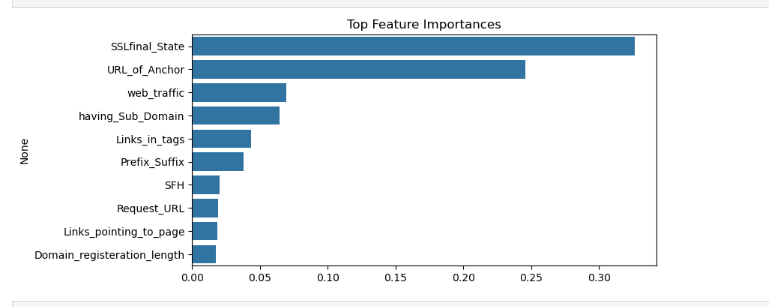 Top Feature Importances
None
SSLfinal_State
URL_of_Anchor
web_traffic
having_Sub_Domain
Links_in_tags
Prefix_Suffix
SFH
Request_URL
Links_pointing_to_page
Domain_registeration_length
0.00 0.05 0.10 0.15 0.20 0.25 0.30